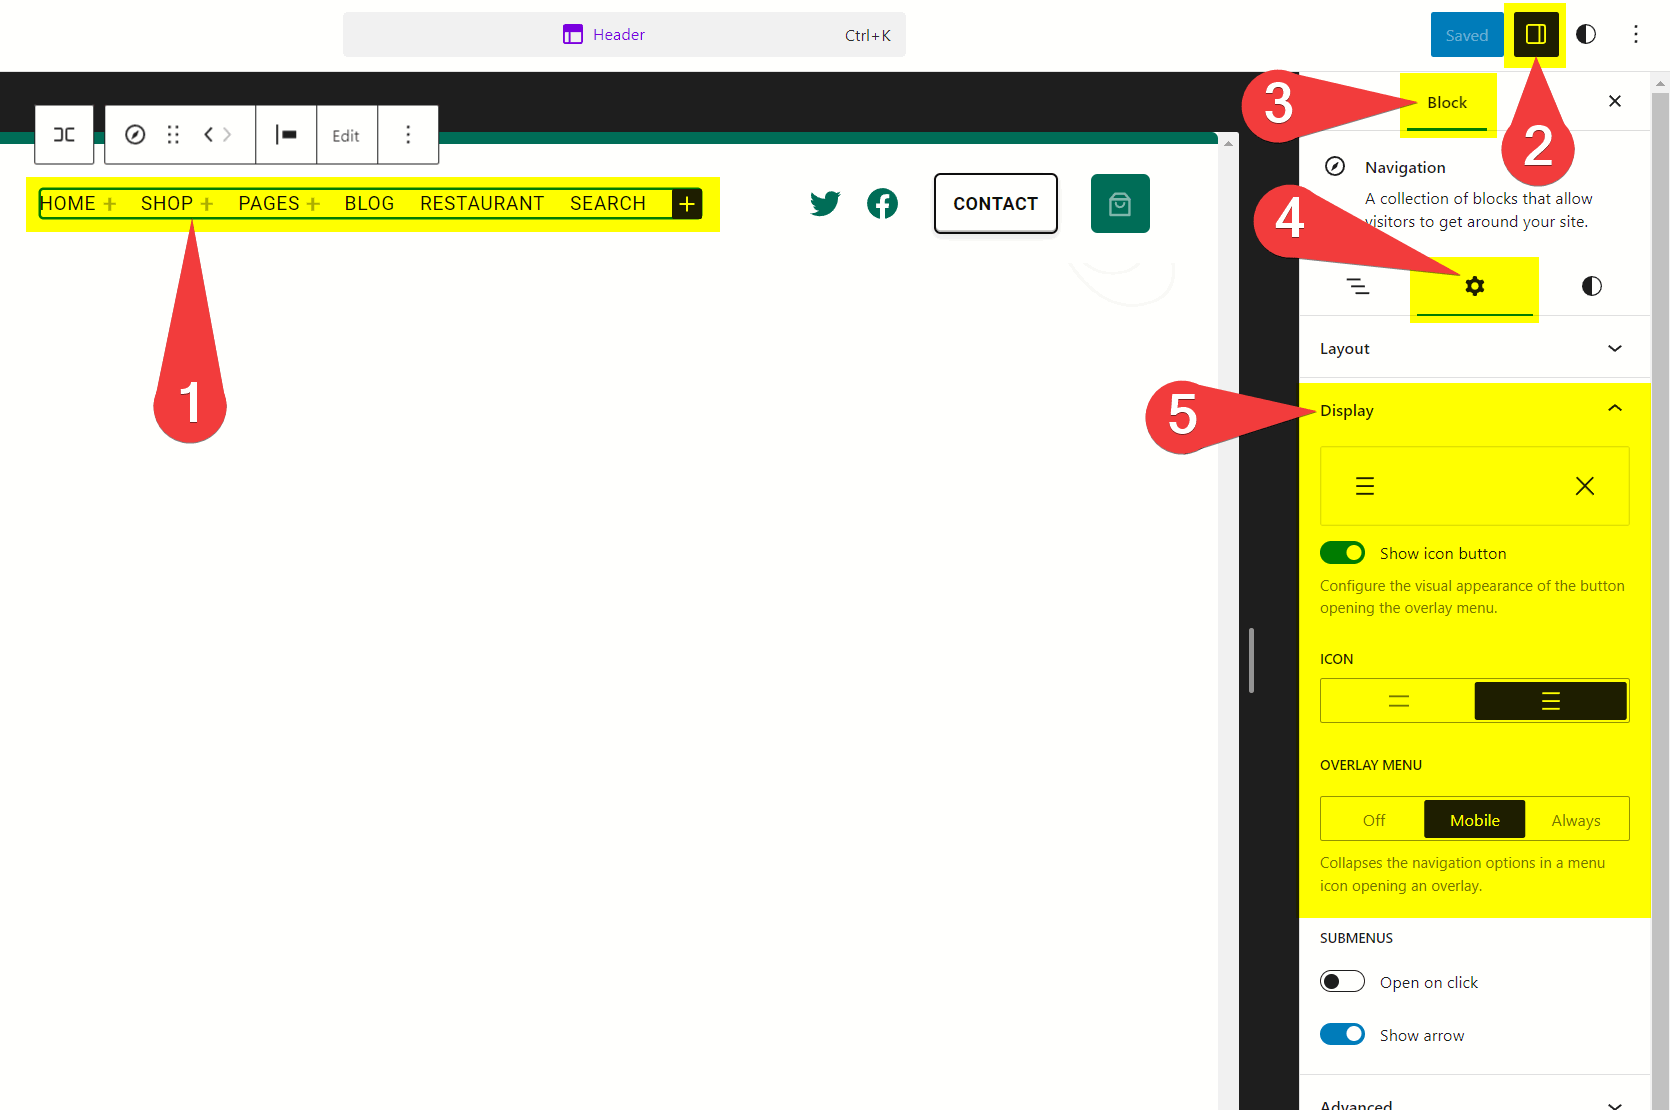 Header
Ctrl+K
Saved
3
Block
2
Edit
Navigation
A collection of blocks that allow
visitors to get around your site.
HOME SHOP PAGES BLOG RESTAURANT SEARCH
CONTACT
4
1
Layout
5
Display
Show icon button
Configure the visual appearance of the button
opening the overlay menu.
ICON
OVERLAY MENU
Off Mobile Always
Collapses the navigation options in a menu
icon opening an overlay.
SUBMENUS
Open on click
Show arrow
Advanced